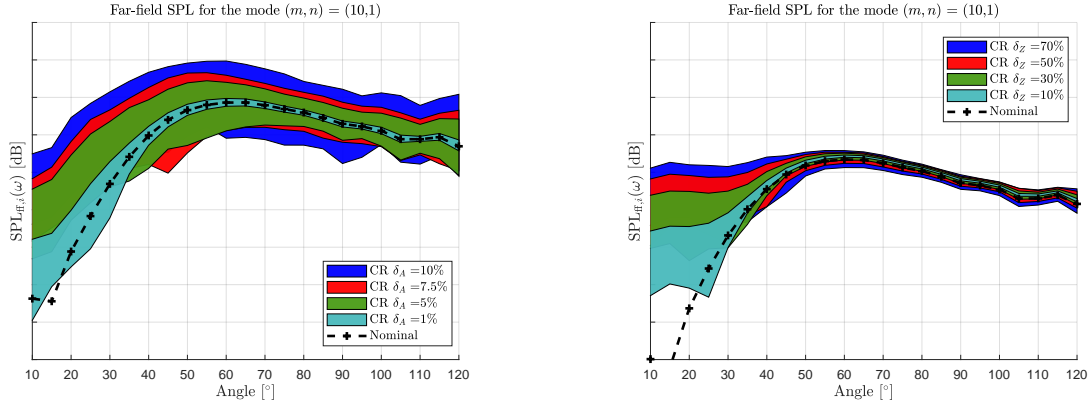 Far-field SPL for the mode (m, n) = (10,1)
SPL_ff,i(ω) [dB]
CR δ_A =10%
CR δ_A =7.5%
CR δ_A =5%
CR δ_A =1%
Nominal
10 20 30 40 50 60 70 80 90 100 110 120
Angle [°]
Far-field SPL for the mode (m, n) = (10,1)
SPL_ff,i(ω) [dB]
CR δ_Z =70%
CR δ_Z =50%
CR δ_Z =30%
CR δ_Z =10%
Nominal
10 20 30 40 50 60 70 80 90 100 110 120
Angle [°]